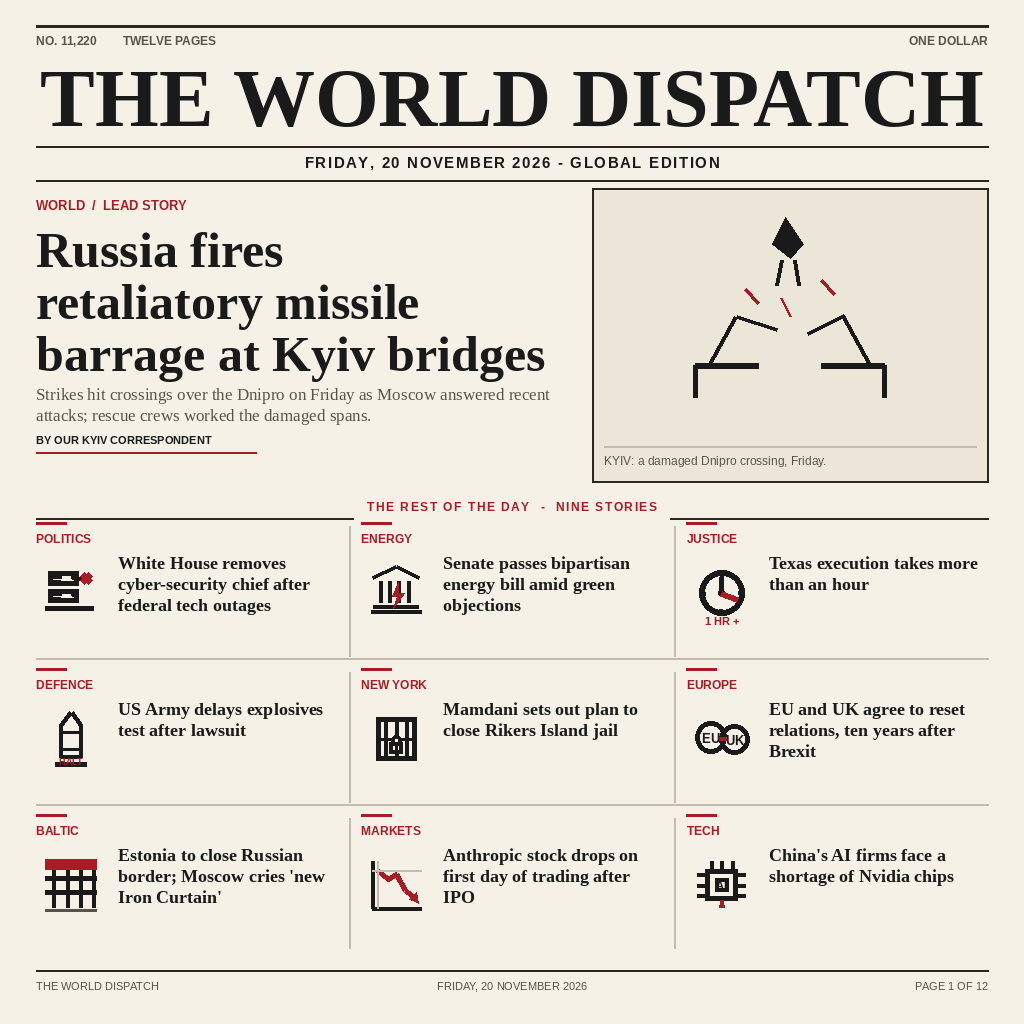 NO. 11,220 TWELVE PAGES ONE DOLLAR
THE WORLD DISPATCH
FRIDAY, 20 NOVEMBER 2026 - GLOBAL EDITION
WORLD / LEAD STORY
Russia fires
retaliatory missile
barrage at Kyiv bridges
Strikes hit crossings over the Dnipro on Friday as Moscow answered recent
attacks; rescue crews worked the damaged spans.
BY OUR KYIV CORRESPONDENT
KYIV: a damaged Dnipro crossing, Friday.
THE REST OF THE DAY - NINE STORIES
POLITICS
White House removes
cyber-security chief after
federal tech outages
ENERGY
Senate passes bipartisan
energy bill amid green
objections
JUSTICE
1 HR +
Texas execution takes more
than an hour
DEFENCE
HALT
US Army delays explosives
test after lawsuit
NEW YORK
Mamdani sets out plan to
close Rikers Island jail
EUROPE
EU UK
EU and UK agree to reset
relations, ten years after
Brexit
BALTIC
Estonia to close Russian
border; Moscow cries 'new
Iron Curtain'
MARKETS
Anthropic stock drops on
first day of trading after
IPO
TECH
China's AI firms face a
shortage of Nvidia chips
THE WORLD DISPATCH FRIDAY, 20 NOVEMBER 2026 PAGE 1 OF 12